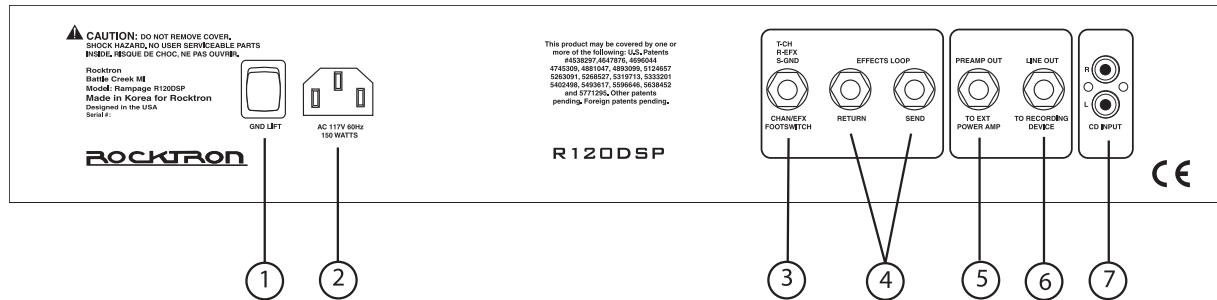 CAUTION: DO NOT REMOVE COVER.
SHOCK HAZARD, NO USER SERVICEABLE PARTS
INSIDE. RISQUE DE CHOC, NE PAS OUVRIR.
Rocktron
Battle Creek MI
Model: Rampage R120DSP
Made in Korea for Rocktron
Designed in the USA
Serial #:
ROCKTRON
GND LIFT
AC 117V 60Hz
150 WATTS
This product may be covered by one or
more of the following: U.S. Patents
#4538297,4647876, 4696044
4745309, 4881047, 4893099, 5124657
5263091, 5268527, 5319713, 5333201
5402498, 5493617, 5596646, 5638452
and 5771295. Other patents
pending. Foreign patents pending.
R120DSP
T-CH
R-EFX
S-GND
CHAN/EFX
FOOTSWITCH
EFFECTS LOOP
RETURN
SEND
PREAMP OUT
TO EXT
POWER AMP
LINE OUT
TO RECORDING
DEVICE
R
L
CD INPUT
CE
1
2
3
4
5
6
7